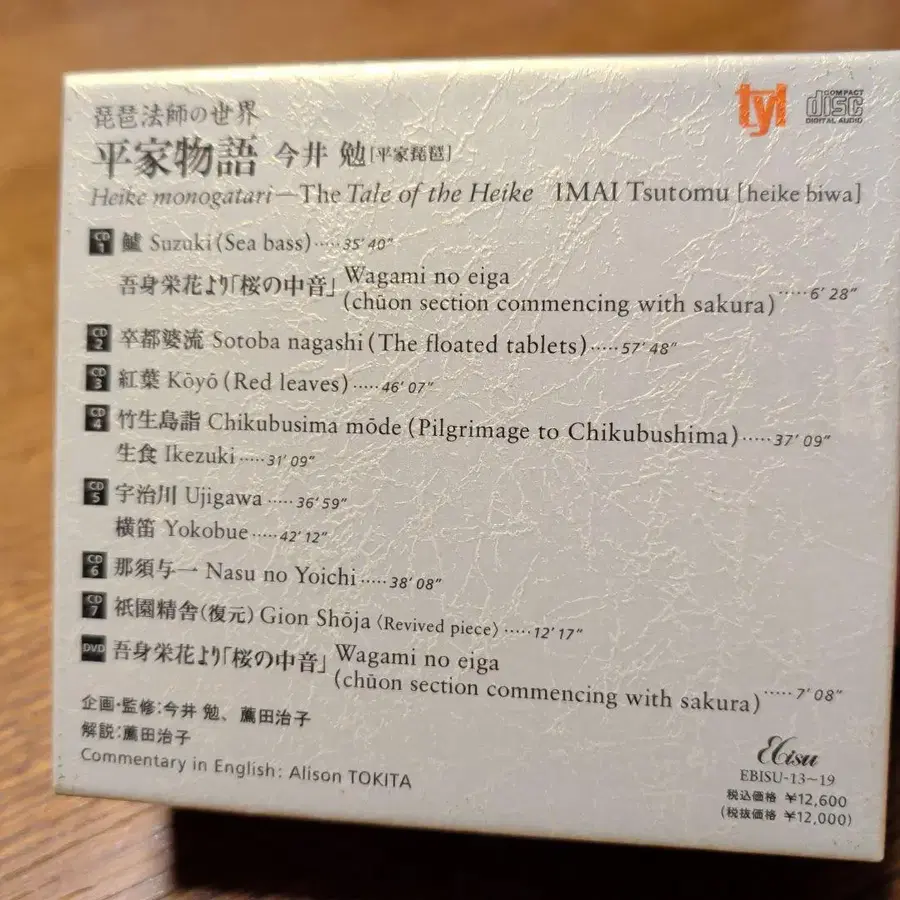 琵琶法師の世界
tyl
COMPACT
disc
DIGITAL AUDIO
平家物語 今井 勉[平家琵琶]
Heike monogatari—The Tale of the Heike IMAI Tsutomu [heike biwa]
CD 1 鱸 Suzuki (Sea bass)·····35’40”
吾身栄花より「桜の中音」 Wagami no eiga
(chūon section commencing with sakura)·····6’28”
CD 2 卒都婆流 Sotoba nagashi (The floated tablets)·····57’48”
CD 3 紅葉 Kōyō (Red leaves)·····46’07”
CD 4 竹生島詣 Chikubusima mōde (Pilgrimage to Chikubushima)·····37’09”
生食 Ikezuki·····31’09”
CD 5 宇治川 Ujigawa·····36’59”
横笛 Yokobue·····42’12”
CD 6 那須与一 Nasu no Yoichi·····38’08”
CD 7 祇園精舎(復元) Gion Shōja〈Revived piece〉·····12’17”
DVD 吾身栄花より「桜の中音」 Wagami no eiga
(chūon section commencing with sakura)·····7’08”
企画・監修:今井 勉、薦田治子
解説:薦田治子
Commentary in English: Alison TOKITA
Ebisu
EBISU-13~19
税込価格 ¥12,600
(税抜価格 ¥12,000)